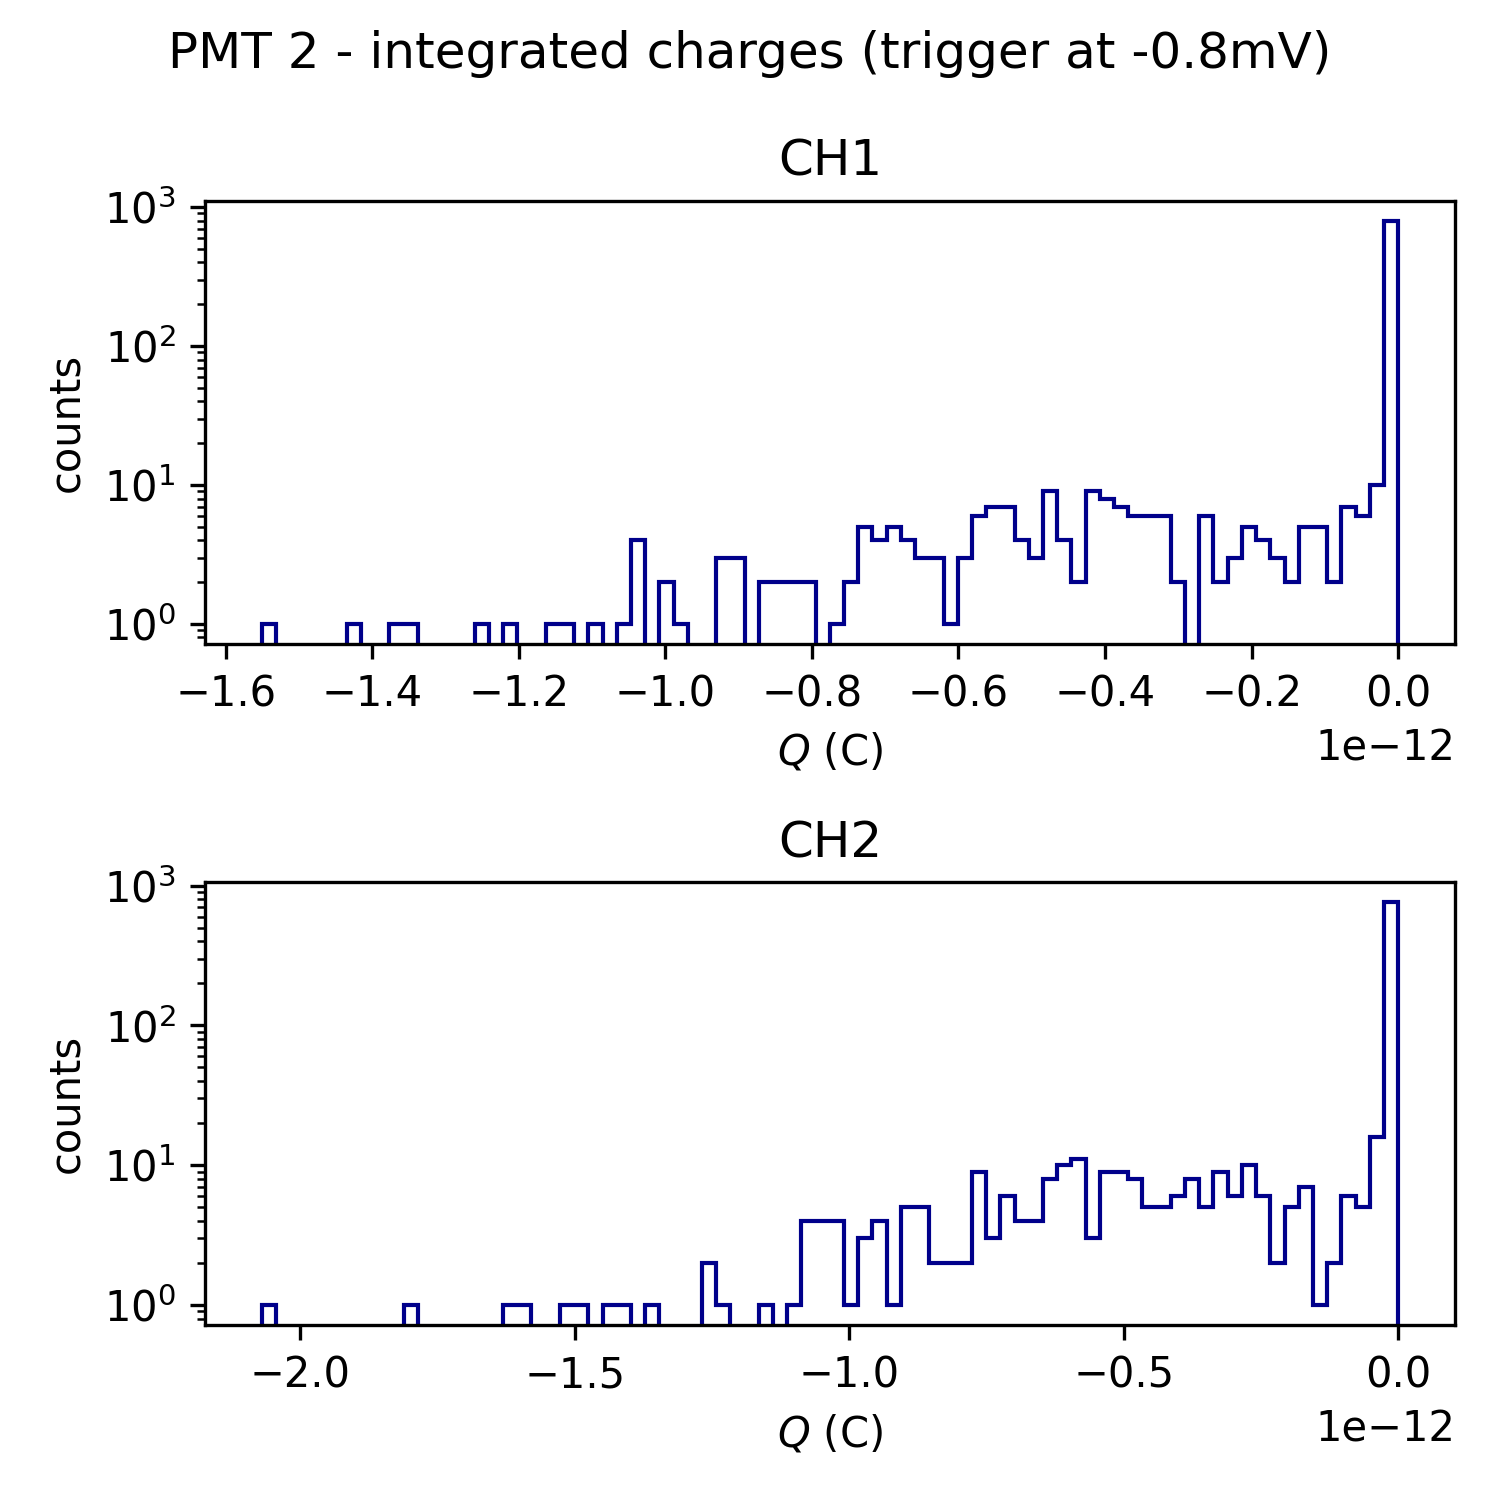 PMT 2 - integrated charges (trigger at -0.8mV)
CH1
10³
10²
10¹
10⁰
counts
−1.6 −1.4 −1.2 −1.0 −0.8 −0.6 −0.4 −0.2 0.0
Q (C)
1e−12
CH2
10³
10²
10¹
10⁰
counts
−2.0 −1.5 −1.0 −0.5 0.0
Q (C)
1e−12